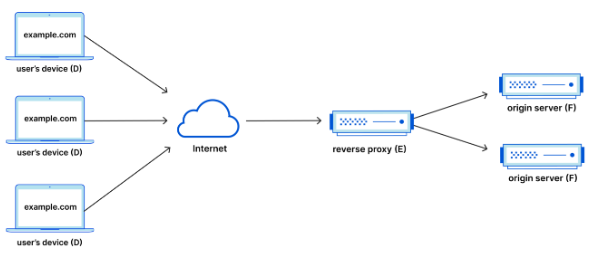 example.com
user's device (D)
example.com
user's device (D)
example.com
user's device (D)
Internet
reverse proxy (E)
origin server (F)
origin server (F)